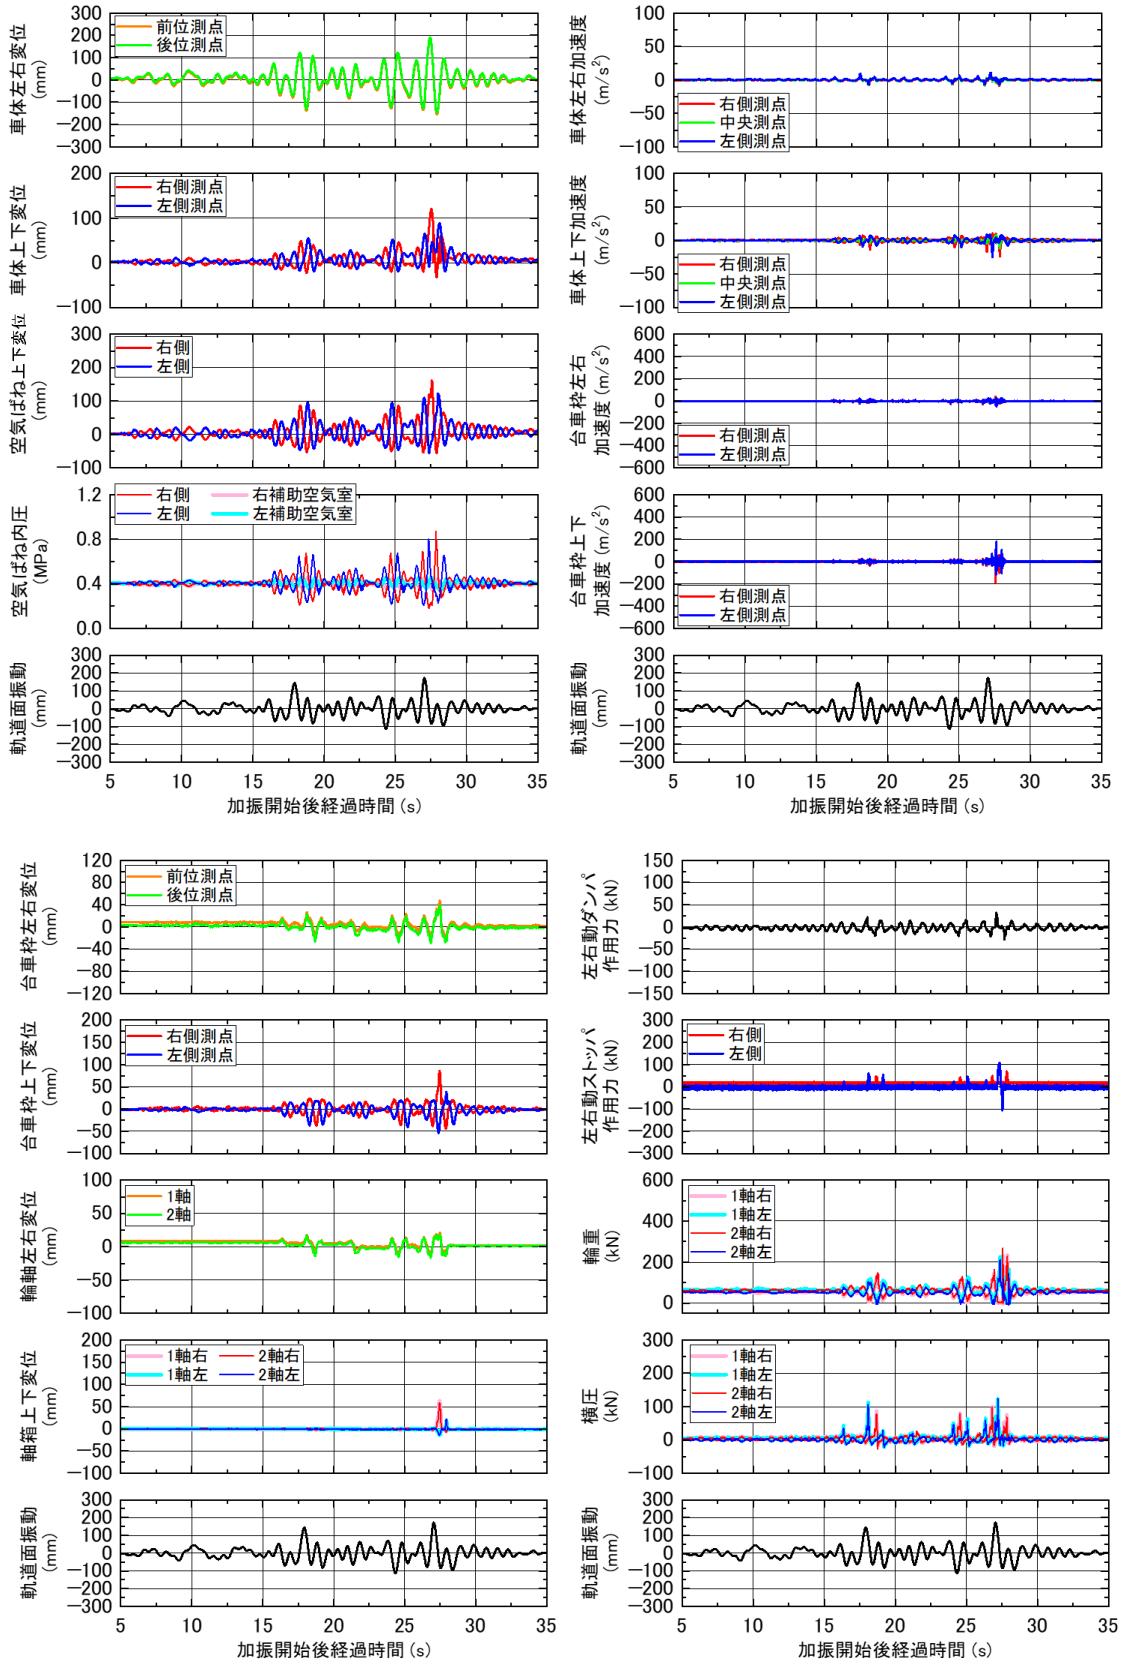 車体左右変位
(mm)
300
200
100
0
−100
−200
−300
前位測点
後位測点
車体上下変位
(mm)
200
100
0
−100
右側測点
左側測点
空気ばね上下変位
(mm)
300
200
100
0
−100
右側
左側
空気ばね内圧
(MPa)
1.2
0.8
0.4
0.0
右側 右補助空気室
左側 左補助空気室
軌道面振動
(mm)
300
200
100
0
−100
−200
−300
5 10 15 20 25 30 35
加振開始後経過時間 (s)
車体左右加速度
(m/s²)
100
50
0
−50
−100
右側測点
中央測点
左側測点
車体上下加速度
(m/s²)
100
50
0
−50
−100
右側測点
中央測点
左側測点
台車枠左右
加速度 (m/s²)
600
400
200
0
−200
−400
−600
右側測点
左側測点
台車枠上下
加速度 (m/s²)
600
400
200
0
−200
−400
−600
右側測点
左側測点
軌道面振動
(mm)
300
200
100
0
−100
−200
−300
5 10 15 20 25 30 35
加振開始後経過時間 (s)
台車枠左右変位
(mm)
120
80
40
0
−40
−80
−120
前位測点
後位測点
台車枠上下変位
(mm)
200
150
100
50
0
−50
−100
右側測点
左側測点
輪軸左右変位
(mm)
100
50
0
−50
−100
1軸
2軸
軸箱上下変位
(mm)
200
150
100
50
0
−50
−100
1軸右 2軸右
1軸左 2軸左
軌道面振動
(mm)
300
200
100
0
−100
−200
−300
5 10 15 20 25 30 35
加振開始後経過時間 (s)
左右動ダンパ
作用力 (kN)
150
100
50
0
−50
−100
−150
左右動ストッパ
作用力 (kN)
300
200
100
0
−100
−200
−300
右側
左側
輪重
(kN)
600
400
200
0
1軸右
1軸左
2軸右
2軸左
横圧
(kN)
300
200
100
0
−100
1軸右
1軸左
2軸右
2軸左
軌道面振動
(mm)
300
200
100
0
−100
−200
−300
5 10 15 20 25 30 35
加振開始後経過時間 (s)